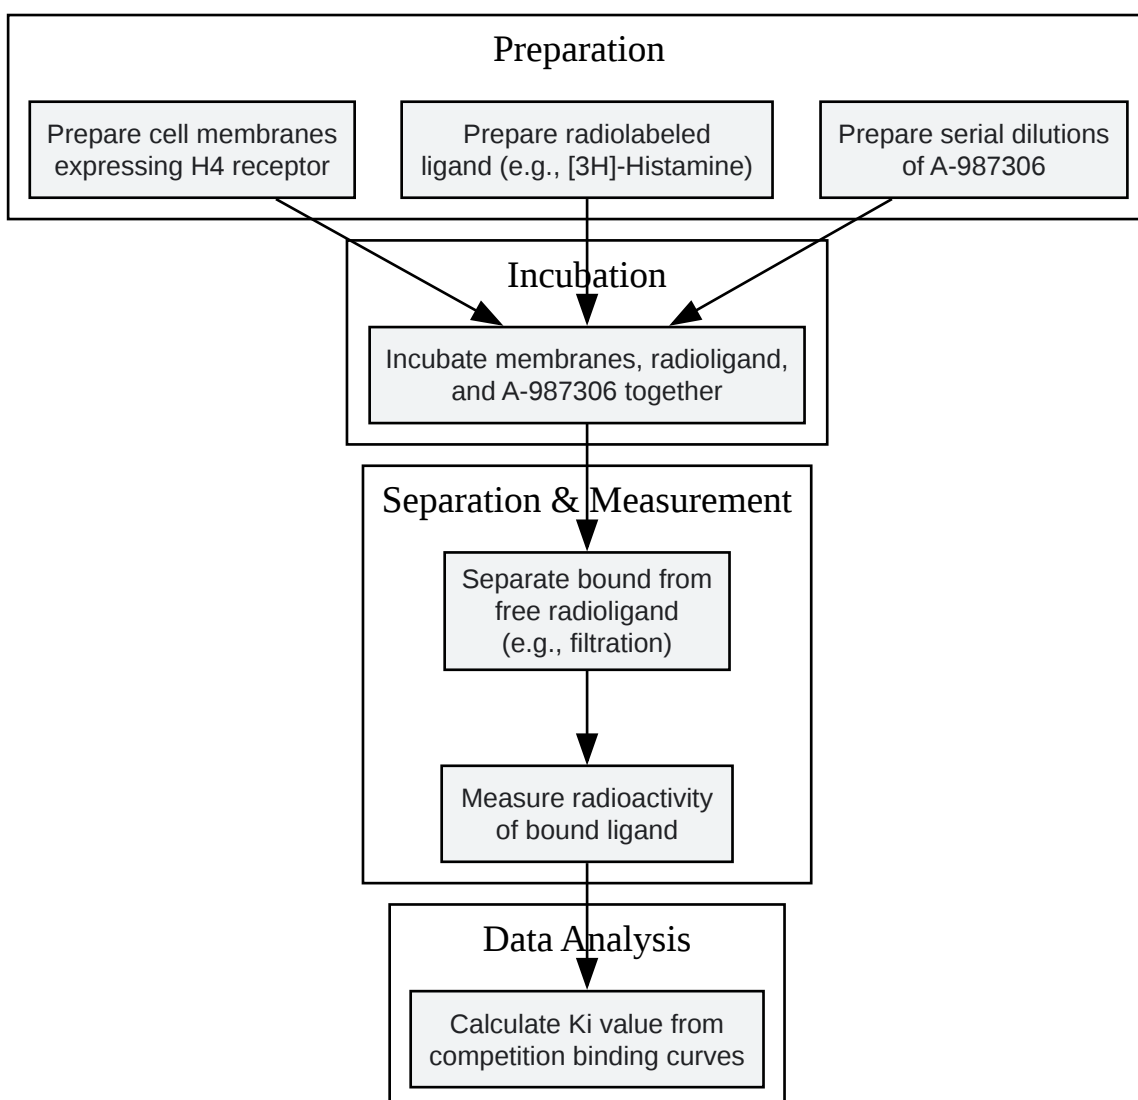 Preparation
Prepare cell membranes
expressing H4 receptor
Prepare radiolabeled
ligand (e.g., [3H]-Histamine)
Prepare serial dilutions
of A-987306
Incubation
Incubate membranes, radioligand,
and A-987306 together
Separation & Measurement
Separate bound from
free radioligand
(e.g., filtration)
Measure radioactivity
of bound ligand
Data Analysis
Calculate Ki value from
competition binding curves